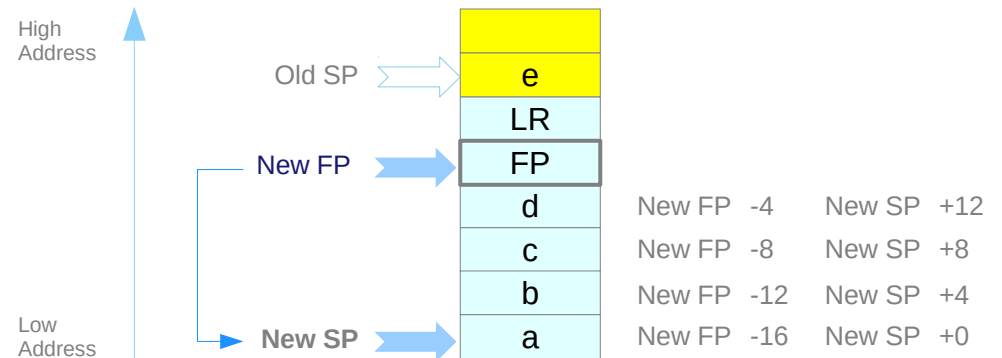 High
Address
Old SP
e
LR
New FP
FP
d New FP -4 New SP +12
c New FP -8 New SP +8
b New FP -12 New SP +4
Low
Address
New SP
a New FP -16 New SP +0